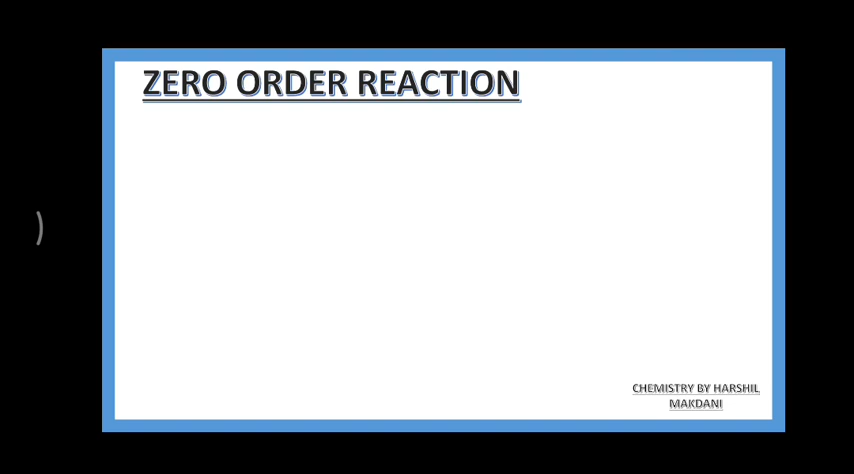 ZERO ORDER REACTION
CHEMISTRY BY HARSHIL
MAKDANI